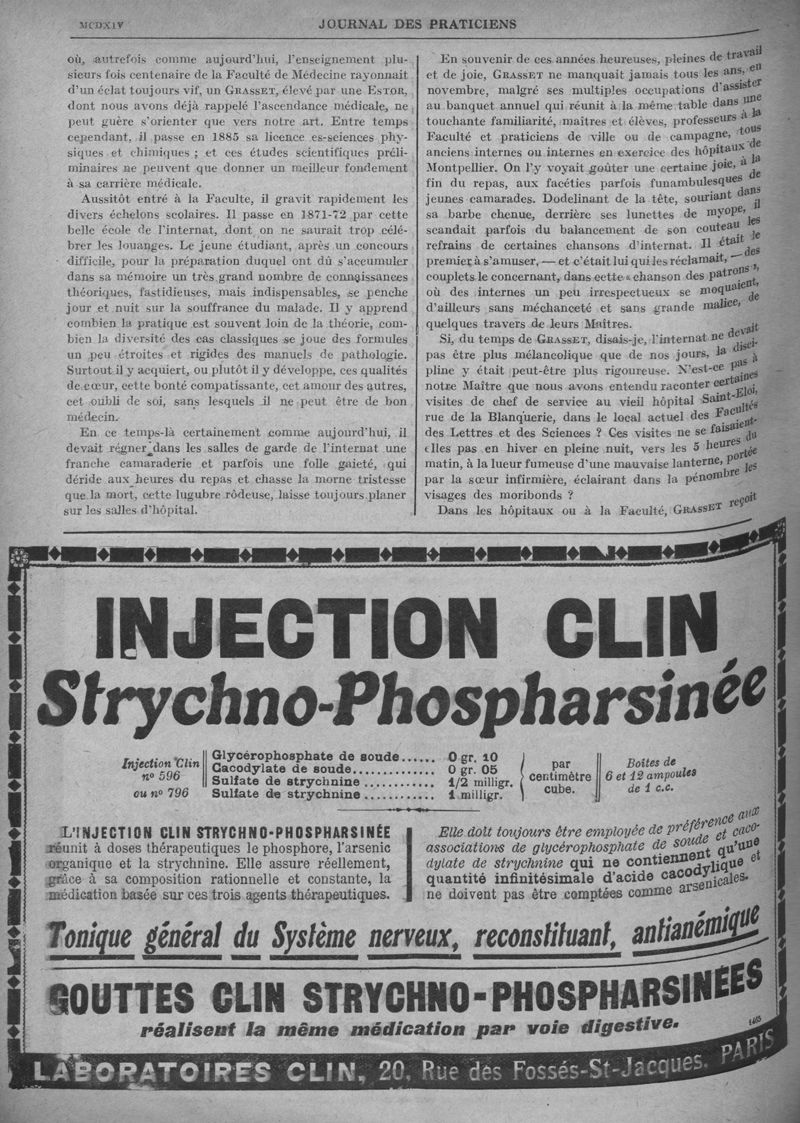 MCDXIV
JOURNAL DES PRATICIENS
où, autrefois comme aujourd'hui, l'enseignement plu-
sieurs fois centenaire de la Faculté de Médecine rayonnait
d'un éclat toujours vif, un GRASSET, élevé par une ESTOR,
dont nous avons déjà rappelé l'ascendance médicale, ne
peut guère s'orienter que vers notre art. Entre temps
cependant, il passe en 1885 sa licence es-sciences phy-
siques et chimiques ; et ces études scientifiques préli-
minaires ne peuvent que donner un meilleur fondement
à sa carrière médicale.
Aussitôt entré à la Faculte, il gravit rapidement les
divers échelons scolaires. Il passe en 1871-72 par cette
belle école de l'internat, dont on ne saurait trop célé-
brer les louanges. Le jeune étudiant, après un concours
difficile, pour la préparation duquel ont dû s'accumuler
dans sa mémoire un très grand nombre de connaissances
théoriques, fastidieuses, mais indispensables, se penche
jour et nuit sur la souffrance du malade. Il y apprend
combien la pratique est souvent loin de la théorie, com-
bien la diversité des cas classiques se joue des formules
un peu étroites et rigides des manuels de pathologie.
Surtout il y acquiert, ou plutôt il y développe, ces qualités
de cœur, cette bonté compatissante, cet amour des autres,
cet oubli de soi, sans lesquels il ne peut être de bon
médecin.
En ce temps-là certainement comme aujourd'hui, il
devait régner dans les salles de garde de l'internat une
franche camaraderie et parfois une folle gaieté, qui
déride aux heures du repas et chasse la morne tristesse
que la mort, cette lugubre rôdeuse, laisse toujours planer
sur les salles d'hôpital.
En souvenir de ces années heureuses, pleines de travail
et de joie, GRASSET ne manquait jamais tous les ans, en
novembre, malgré ses multiples occupations d'assister
au banquet annuel qui réunit à la même table dans une
touchante familiarité, maitres et élèves, professeurs à la
Faculté et praticiens de ville ou de campagne, tous
anciens internes ou internes en exercice des hôpitaux de
Montpellier. On l'y voyait goûter une certaine joie, à la
fin du repas, aux facéties parfois funambulesques de
jeunes camarades. Dodelinant de la tête, souriant dans
sa barbe chenue, derrière ses lunettes de myope, il
scandait parfois du balancement de son couteau les
refrains de certaines chansons d'internat. Il était le
premier à s'amuser, — et c'était lui qui les réclamait, — des
couplets le concernant, dans cette « chanson des patrons »,
où des internes un peu irrespectueux se moquaient,
d'ailleurs sans méchanceté et sans grande malice, de
quelques travers de leurs Maîtres.
Si, du temps de GRASSET, disais-je, l'internat ne devait
pas être plus mélancolique que de nos jours, la disci-
pline y était peut-être plus rigoureuse. N'est-ce pas à
notre Maître que nous avons entendu raconter certaines
visites de chef de service au vieil hôpital Saint-Eloi,
rue de la Blanquerie, dans le local actuel des Facultés
des Lettres et des Sciences ? Ces visites ne se faisaient-
elles pas en hiver en pleine nuit, vers les 5 heures du
matin, à la lueur fumeuse d'une mauvaise lanterne, portée
par la sœur infirmière, éclairant dans la pénombre les
visages des moribonds ?
Dans les hôpitaux ou à la Faculté, GRASSET reçoit
INJECTION CLIN
Strychno-Phospharsinée
Injection Clin
n° 596
ou n° 796
Glycérophosphate de soude...... 0 gr. 10
Cacodylate de soude............. 0 gr. 05
Sulfate de strychnine ............ 1/2 milligr.
Sulfate de strychnine ............ 1 milligr.
par
centimètre
cube.
Boîtes de
6 et 12 ampoules
de 1 c.c.
L'INJECTION CLIN STRYCHNO-PHOSPHARSINÉE
réunit à doses thérapeutiques le phosphore, l'arsenic
organique et la strychnine. Elle assure réellement,
grâce à sa composition rationnelle et constante, la
médication basée sur ces trois agents thérapeutiques.
Elle doit toujours être employée de préférence aux
associations de glycérophosphate de soude et caco-
dylate de strychnine qui ne contiennent qu'une
quantité infinitésimale d'acide cacodylique et
ne doivent pas être comptées comme arsenicales.
Tonique général du Système nerveux, reconstituant, antianémique
GOUTTES CLIN STRYCHNO-PHOSPHARSINÉES
réalisent la même médication par voie digestive.
1465
LABORATOIRES CLIN, 20, Rue des Fossés-St-Jacques, PARIS